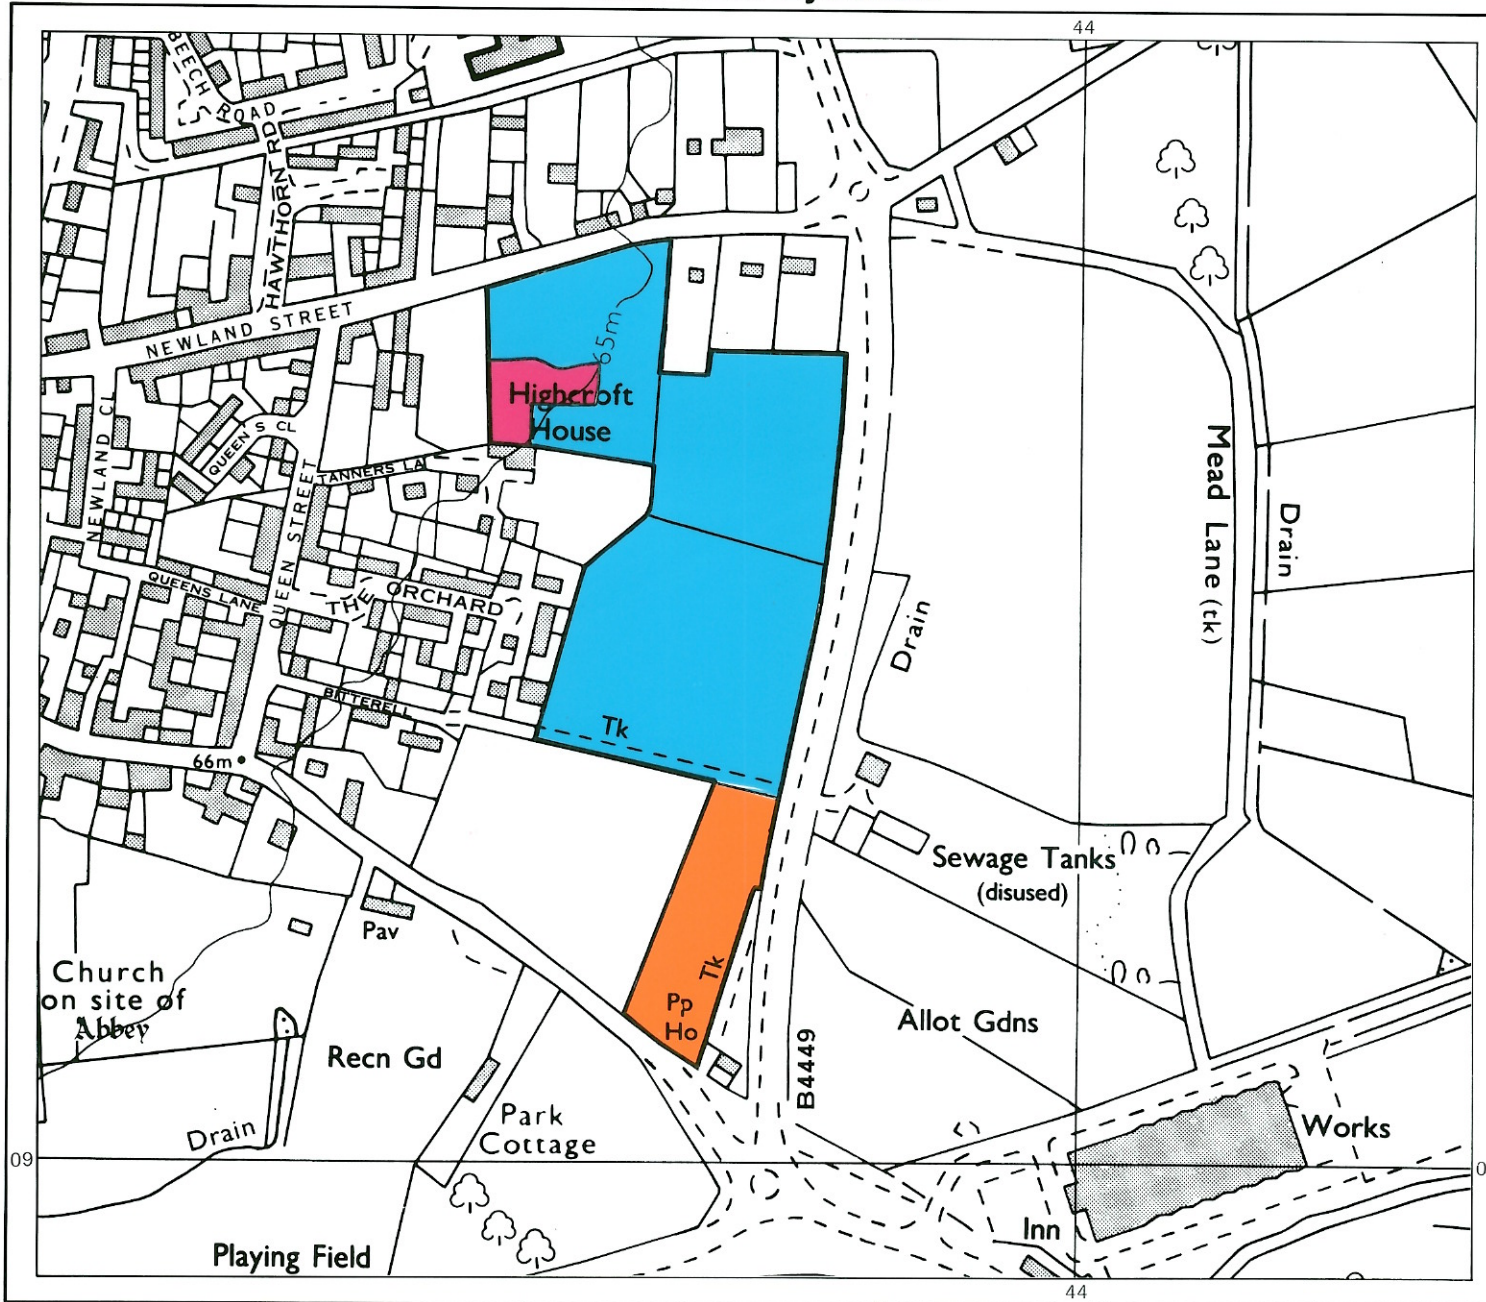 44
BEECH
ROAD
HAWTHORN RD
NEWLAND STREET
65m
Highcroft
House
NEWLAND CL
QUEEN S CL
TANNERS LA
QUEEN STREET
Mead Lane (tk)
Drain
QUEENS LANE
THE ORCHARD
Drain
BITTERELL
Tk
66m
Sewage Tanks
(disused)
Pav
Church
on site of
Abbey
Tk
Pp
Ho
Allot Gdns
Recn Gd
B4449
Park
Cottage
Drain
Works
09
0
Inn
Playing Field
44